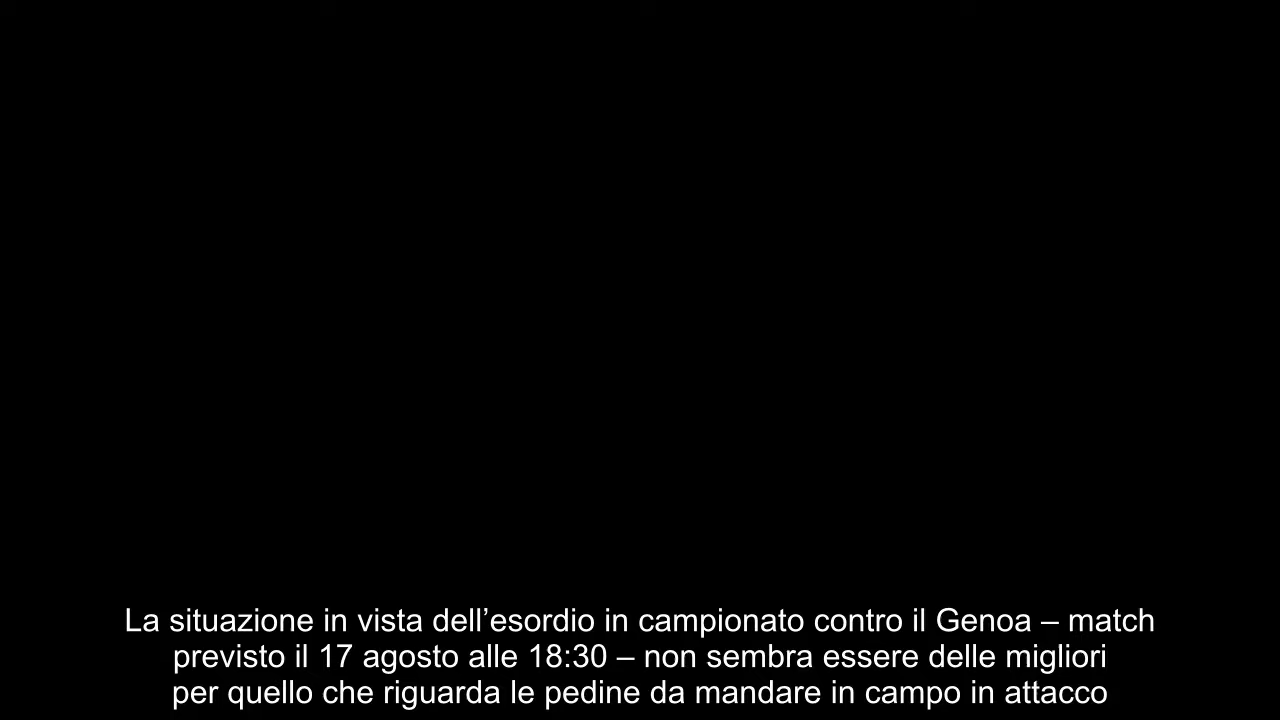 La situazione in vista dell’esordio in campionato contro il Genoa – match
previsto il 17 agosto alle 18:30 – non sembra essere delle migliori
per quello che riguarda le pedine da mandare in campo in attacco